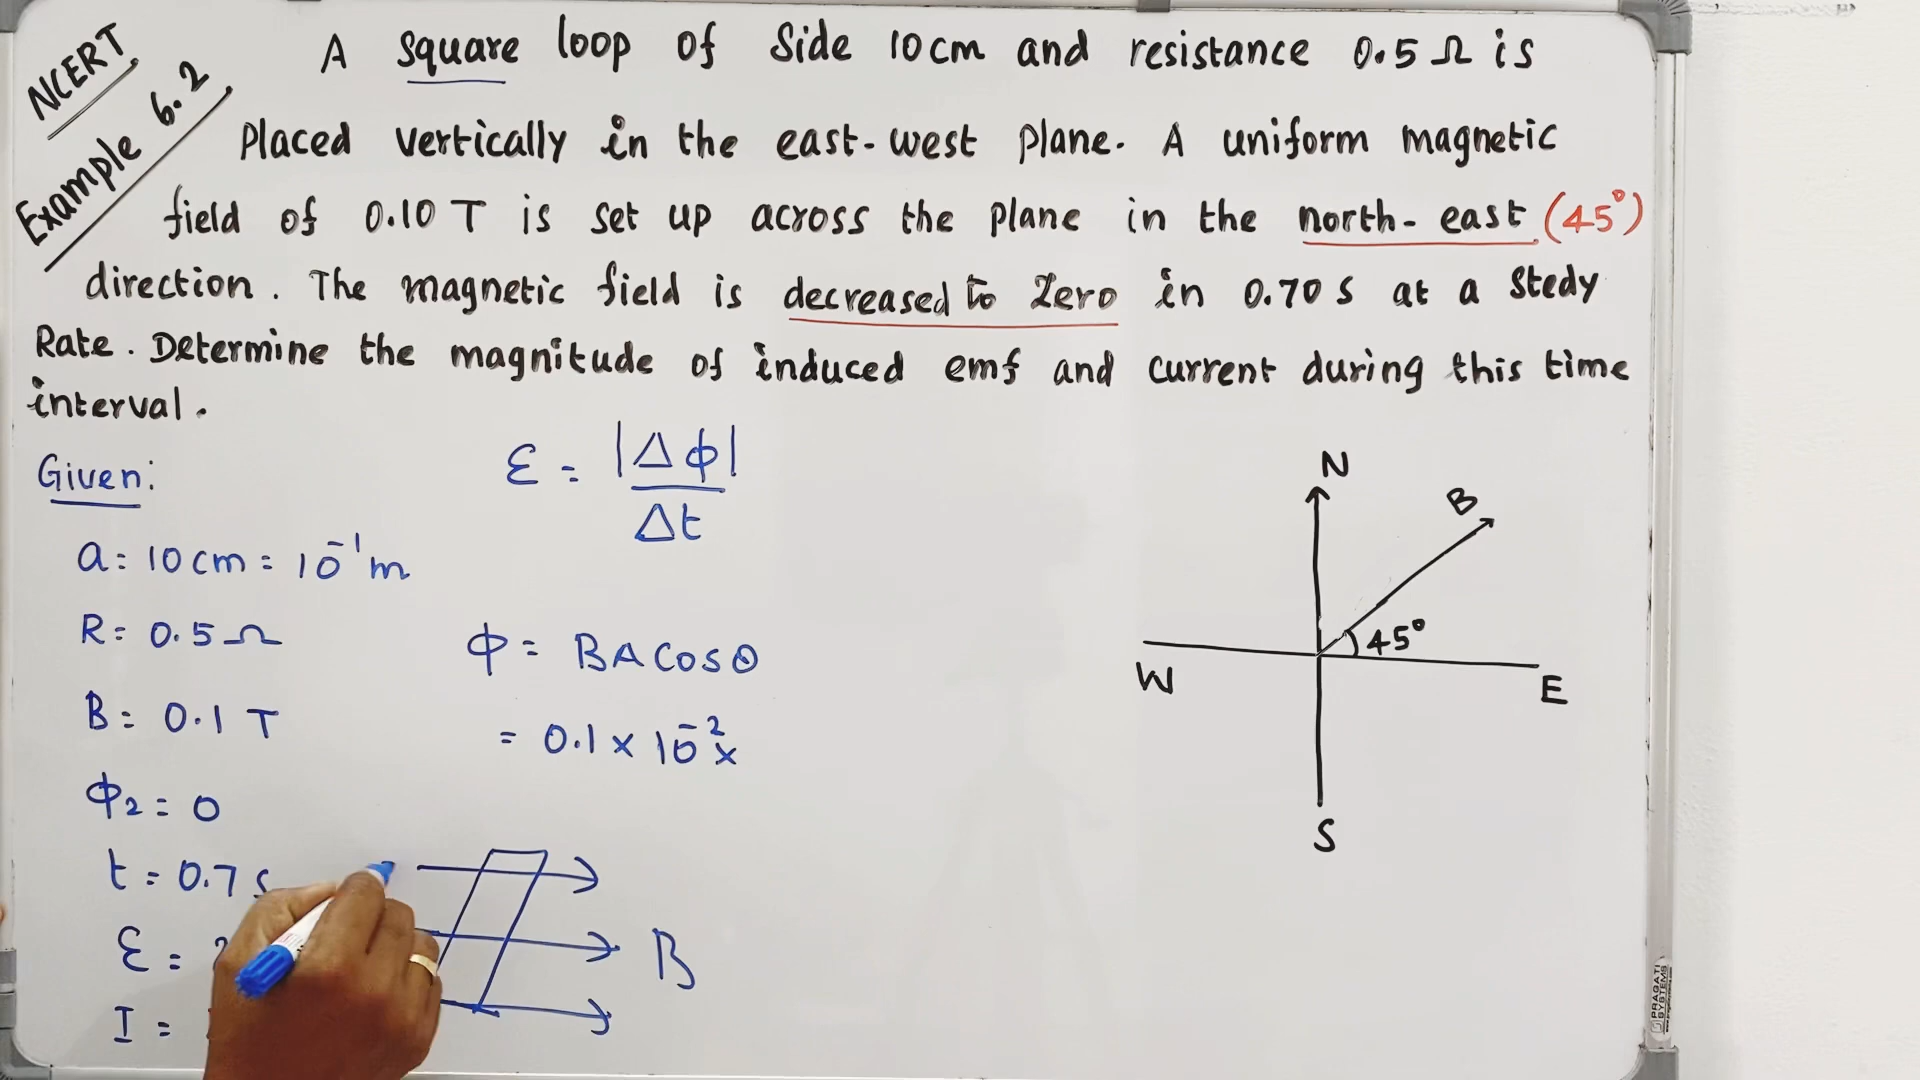 NCERT
Example 6.2
A square loop of Side 10cm and resistance 0.5 Ω is
Placed vertically in the east-west plane. A uniform magnetic
field of 0.10 T is set up across the plane in the north-east (45°)
direction. The magnetic field is decreased to Zero in 0.70 s at a Stedy
Rate. Determine the magnitude of induced emf and current during this time
interval.
Given:
a = 10 cm = 10⁻¹ m
R = 0.5 Ω
B = 0.1 T
Φ₂ = 0
t = 0.7 s
ε =
I =
ε = |Δϕ| / Δt
ϕ = BA Cos θ
= 0.1 × 10⁻² ×
B
N
B
45°
W
E
S
PRAGATI
SYSTEMS